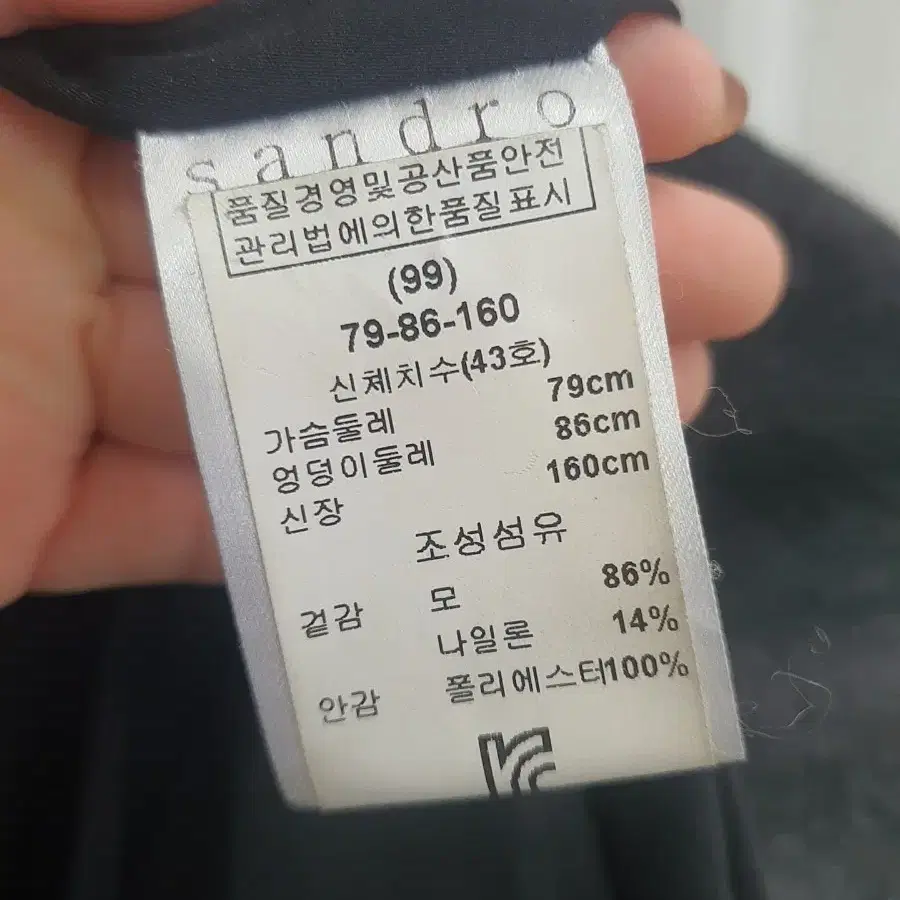 sandro
품질경영및공산품안전
관리법에의한품질표시
(99)
79-86-160
신체치수(43호)
가슴둘레 79cm
엉덩이둘레 86cm
신장 160cm
조성섬유
겉감 모 86%
나일론 14%
안감 폴리에스터100%